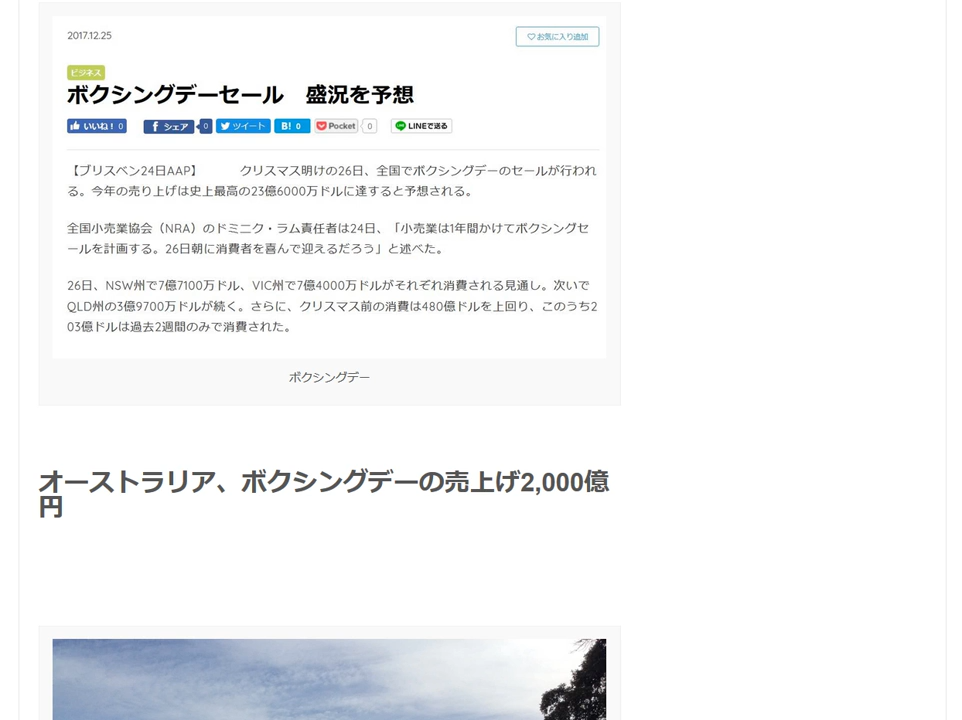 2017.12.25
♡お気に入り追加
ビジネス
ボクシングデーセール　盛況を予想
いいね！ 0 シェア 0 ツイート B! 0 Pocket 0 LINEで送る
【ブリスベン24日AAP】　　　クリスマス明けの26日、全国でボクシングデーのセールが行われ
る。今年の売り上げは史上最高の23億6000万ドルに達すると予想される。
全国小売業協会（NRA）のドミニク・ラム責任者は24日、「小売業は1年間かけてボクシングセ
ールを計画する。26日朝に消費者を喜んで迎えるだろう」と述べた。
26日、NSW州で7億7100万ドル、VIC州で7億4000万ドルがそれぞれ消費される見通し。次いで
QLD州の3億9700万ドルが続く。さらに、クリスマス前の消費は480億ドルを上回り、このうち2
03億ドルは過去2週間のみで消費された。
ボクシングデー
オーストラリア、ボクシングデーの売上げ2,000億
円